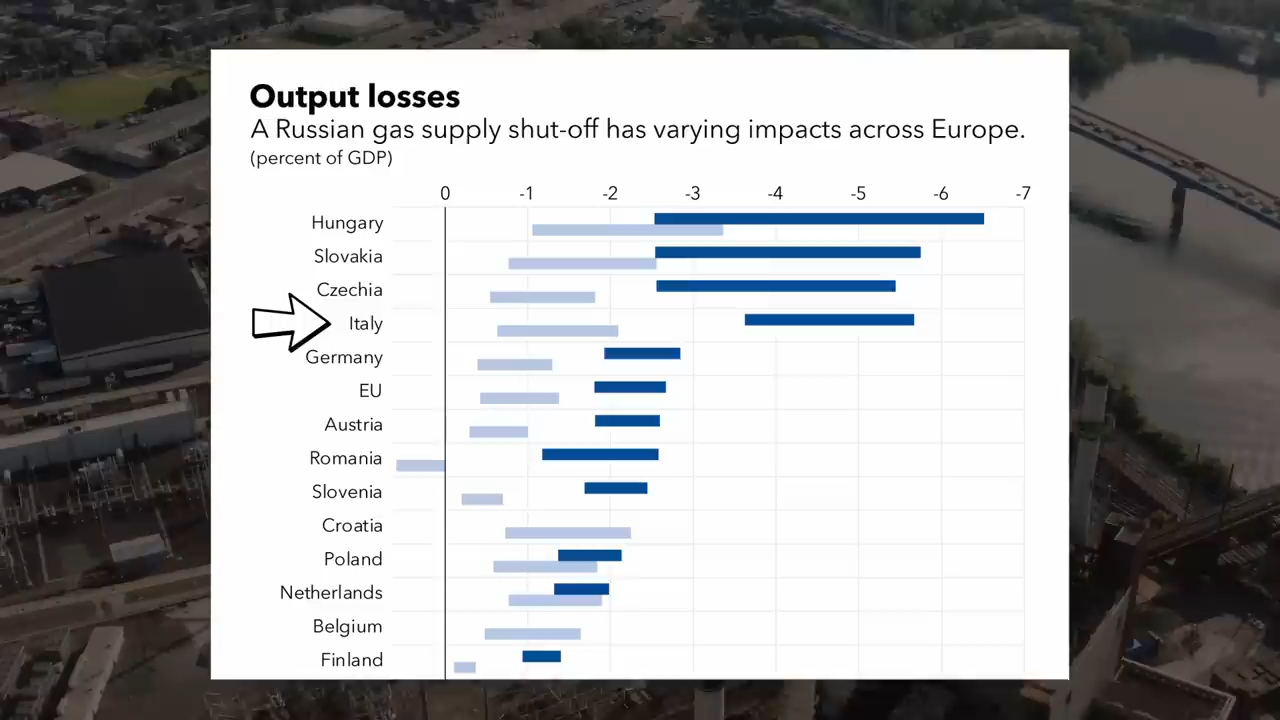 Output losses
A Russian gas supply shut-off has varying impacts across Europe.
(percent of GDP)
0 -1 -2 -3 -4 -5 -6 -7
Hungary
Slovakia
Czechia
Italy
Germany
EU
Austria
Romania
Slovenia
Croatia
Poland
Netherlands
Belgium
Finland